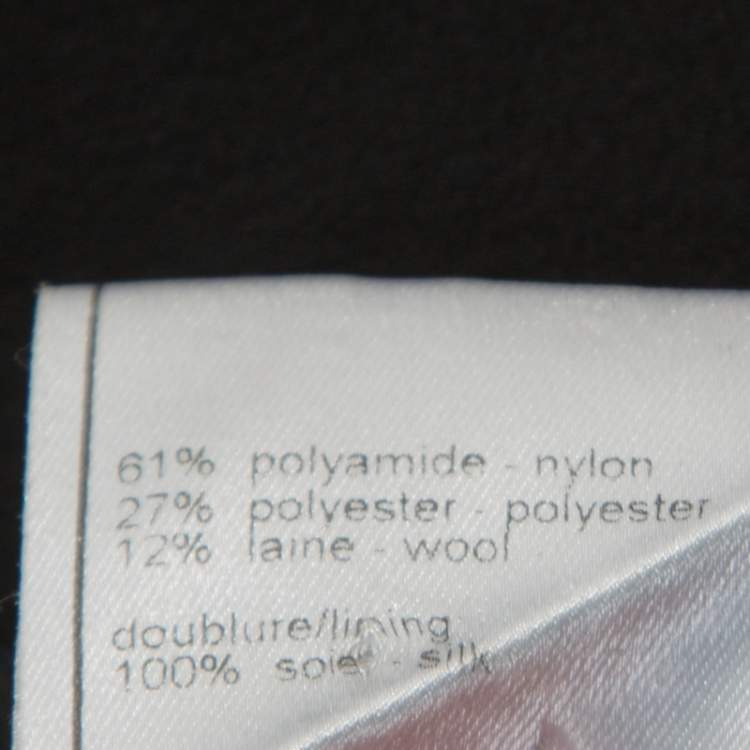 61% polyamide - nylon
27% polyester - polyester
12% laine - wool
doublure/lining
100% soie - silk